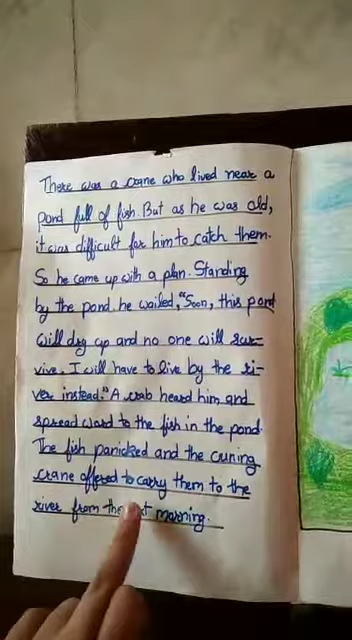 There was a crane who lived near a
pond full of fish. But as he was old,
it was difficult for him to catch them.
So he came up with a plan. Standing
by the pond, he wailed, "Soon, this pond
will dry up and no one will sur-
vive. I will have to live by the ri-
ver instead." A crab heard him and
spread word to the fish in the pond.
The fish panicked and the cuning
crane offered to carry them to the
river from the morning.